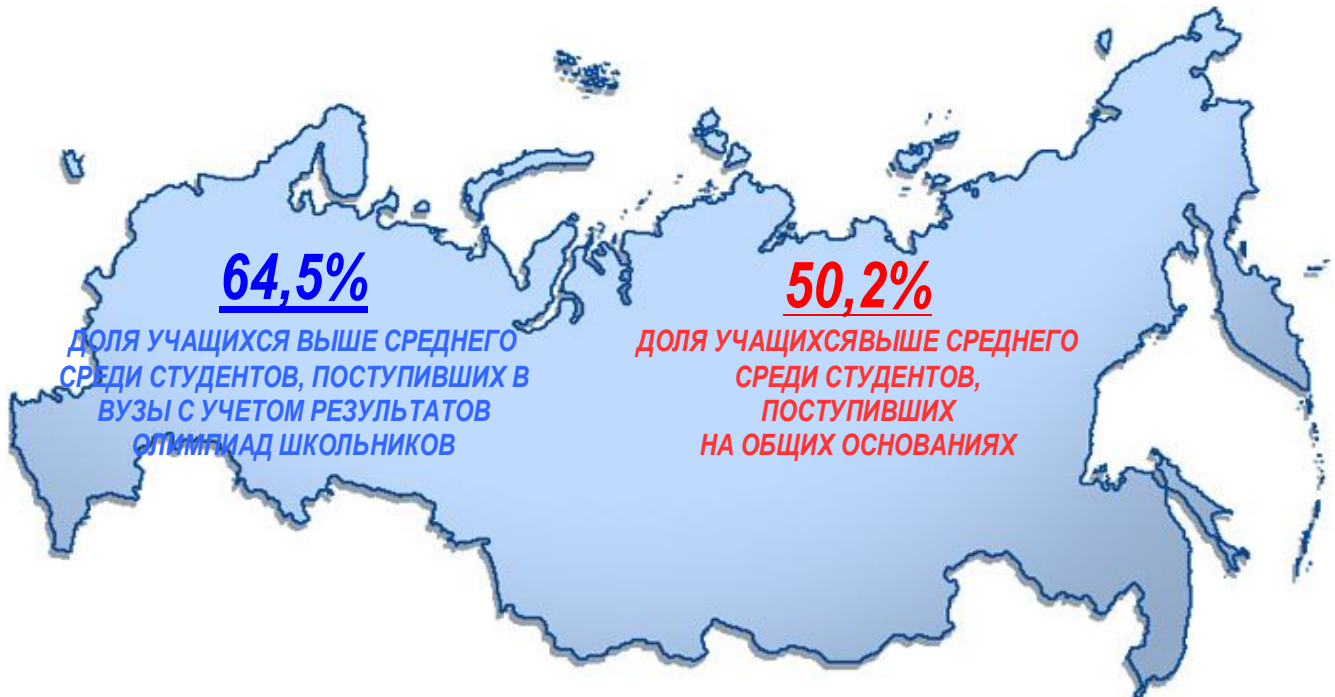 64,5%
ДОЛЯ УЧАЩИХСЯ ВЫШЕ СРЕДНЕГО
СРЕДИ СТУДЕНТОВ, ПОСТУПИВШИХ В
ВУЗЫ С УЧЕТОМ РЕЗУЛЬТАТОВ
ОЛИМПИАД ШКОЛЬНИКОВ
50,2%
ДОЛЯ УЧАЩИХСЯВЫШЕ СРЕДНЕГО
СРЕДИ СТУДЕНТОВ,
ПОСТУПИВШИХ
НА ОБЩИХ ОСНОВАНИЯХ